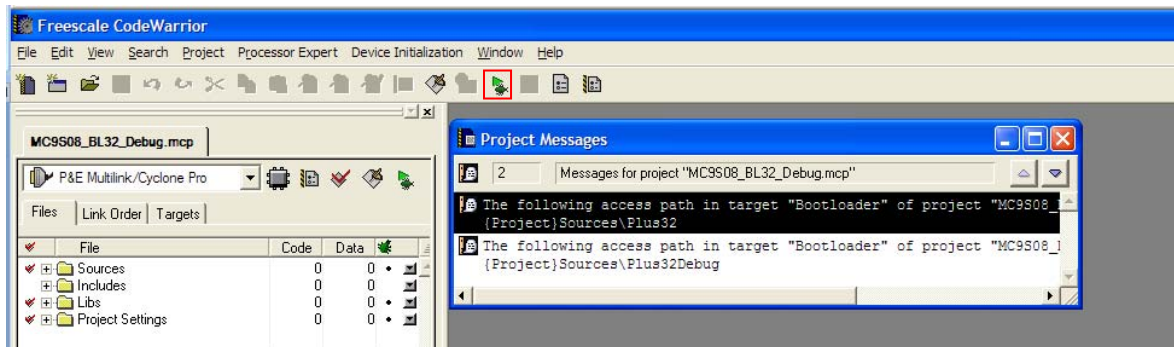 Freescale CodeWarrior
File Edit View Search Project Processor Expert Device Initialization Window Help
MC9S08_BL32_Debug.mcp
P&E Multilink/Cyclone Pro
Files Link Order Targets
File Code Data
Sources 0 0
Includes 0 0
Libs 0 0
Project Settings 0 0
Project Messages
2 Messages for project "MC9S08_BL32_Debug.mcp"
The following access path in target "Bootloader" of project "MC9S08_
{Project}Sources\Plus32
The following access path in target "Bootloader" of project "MC9S08_
{Project}Sources\Plus32Debug